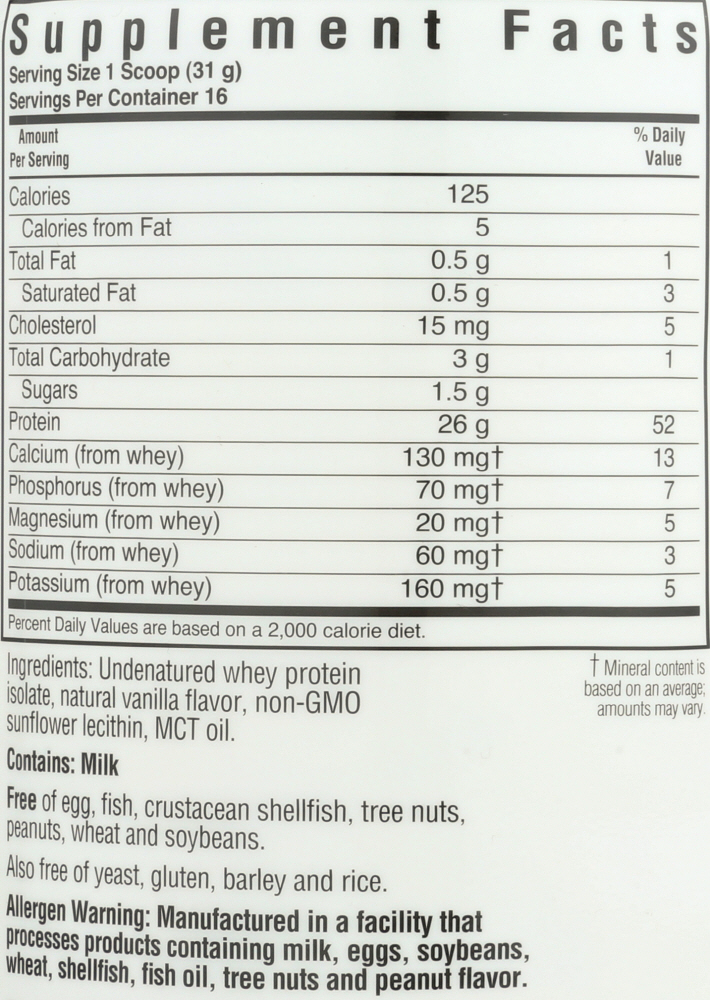 Supplement Facts
Serving Size 1 Scoop (31 g)
Servings Per Container 16
Amount Per Serving % Daily Value
Calories 125
Calories from Fat 5
Total Fat 0.5 g 1
Saturated Fat 0.5 g 3
Cholesterol 15 mg 5
Total Carbohydrate 3 g 1
Sugars 1.5 g
Protein 26 g 52
Calcium (from whey) 130 mg† 13
Phosphorus (from whey) 70 mg† 7
Magnesium (from whey) 20 mg† 5
Sodium (from whey) 60 mg† 3
Potassium (from whey) 160 mg† 5
Percent Daily Values are based on a 2,000 calorie diet.
Ingredients: Undenatured whey protein
isolate, natural vanilla flavor, non-GMO
sunflower lecithin, MCT oil.
† Mineral content is
based on an average;
amounts may vary.
Contains: Milk
Free of egg, fish, crustacean shellfish, tree nuts,
peanuts, wheat and soybeans.
Also free of yeast, gluten, barley and rice.
Allergen Warning: Manufactured in a facility that
processes products containing milk, eggs, soybeans,
wheat, shellfish, fish oil, tree nuts and peanut flavor.